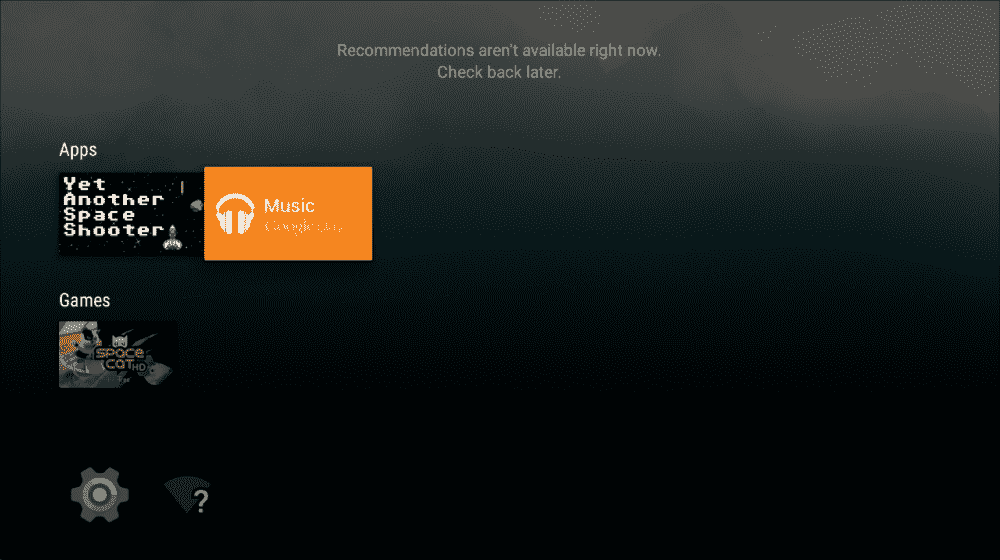 Recommendations aren't available right now.
Check back later.
Apps
Yet
Another
Space
Shooter
Music
Google play
Games
SPACE
CAT HD
?